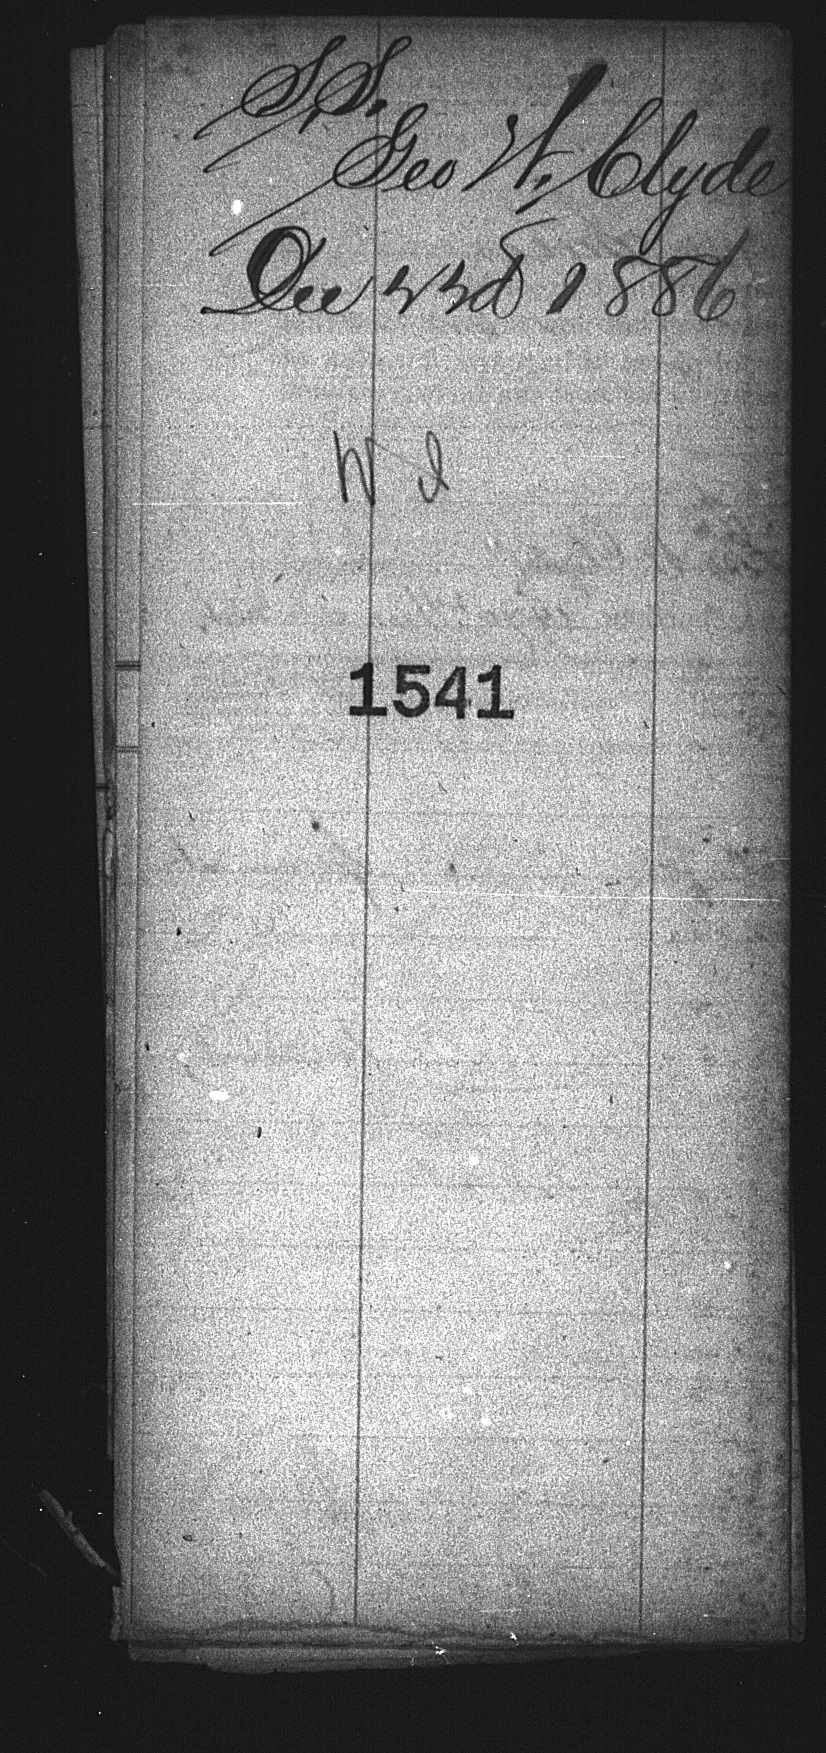 S.S.
Geo W. Clyde
Dec 23d 1886
1541